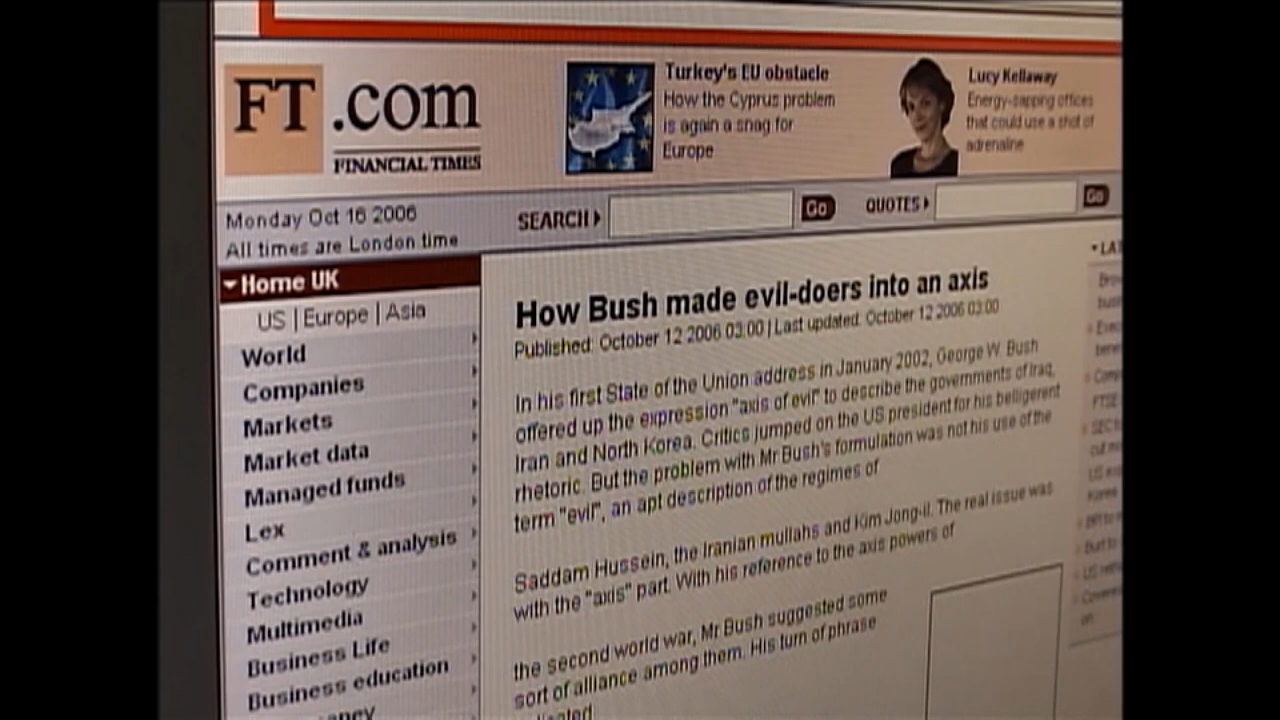 FT.com
FINANCIAL TIMES
Turkey's EU obstacle
How the Cyprus problem
is again a snag for
Europe
Lucy Kellaway
Energy-sapping offices
that could use a shot of
adrenaline
Monday Oct 16 2006
All times are London time
SEARCH
Go
QUOTES
Go
Home UK
US | Europe | Asia
World
Companies
Markets
Market data
Managed funds
Lex
Comment & analysis
Technology
Multimedia
Business Life
Business education
How Bush made evil-doers into an axis
Published: October 12 2006 03:00 | Last updated: October 12 2006 03:00
In his first State of the Union address in January 2002, George W. Bush
offered up the expression "axis of evil" to describe the governments of Iraq,
Iran and North Korea. Critics jumped on the US president for his belligerent
rhetoric. But the problem with Mr Bush's formulation was not his use of the
term "evil", an apt description of the regimes of
Saddam Hussein, the Iranian mullahs and Kim Jong-il. The real issue was
with the "axis" part. With his reference to the axis powers of
the second world war, Mr Bush suggested some
sort of alliance among them. His turn of phrase